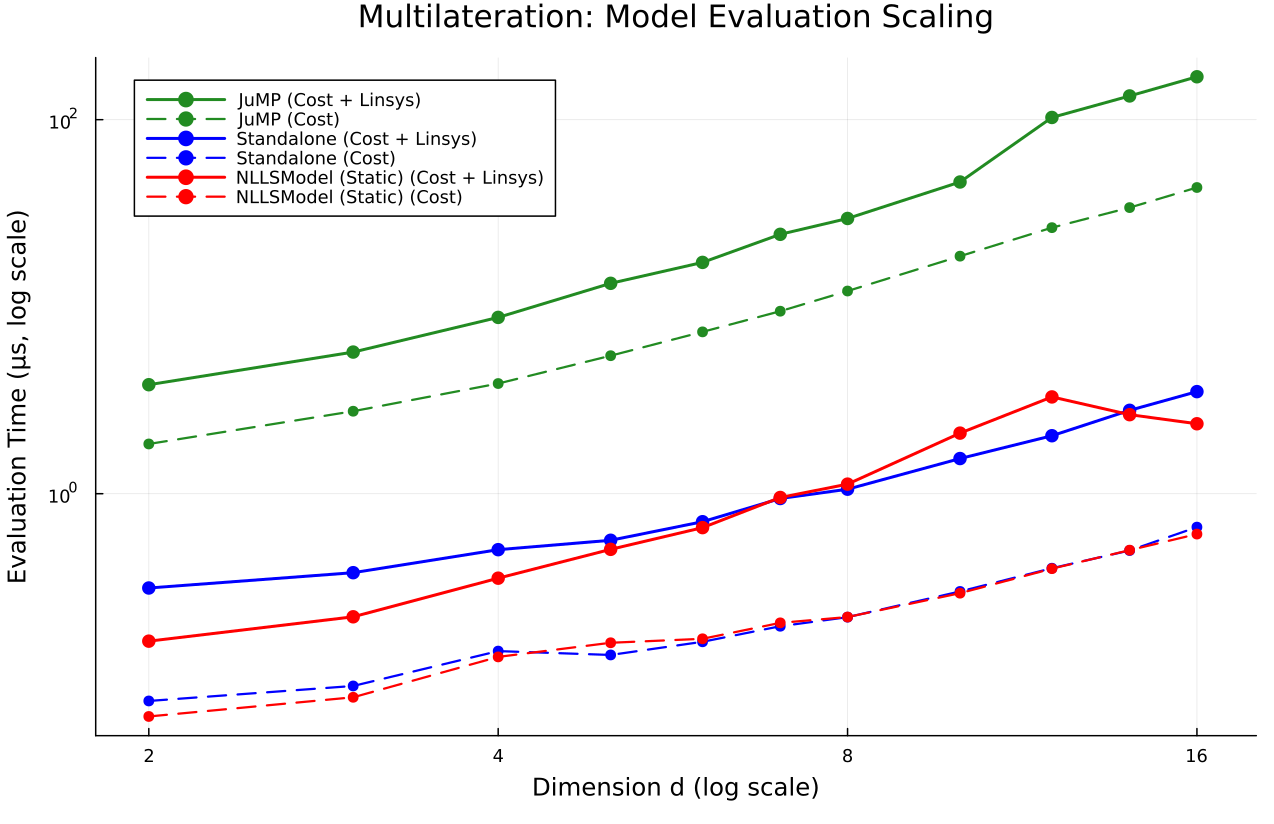 Multilateration: Model Evaluation Scaling
JuMP (Cost + Linsys)
JuMP (Cost)
Standalone (Cost + Linsys)
Standalone (Cost)
NLLSModel (Static) (Cost + Linsys)
NLLSModel (Static) (Cost)
Evaluation Time (μs, log scale)
10²
10⁰
2 4 8 16
Dimension d (log scale)